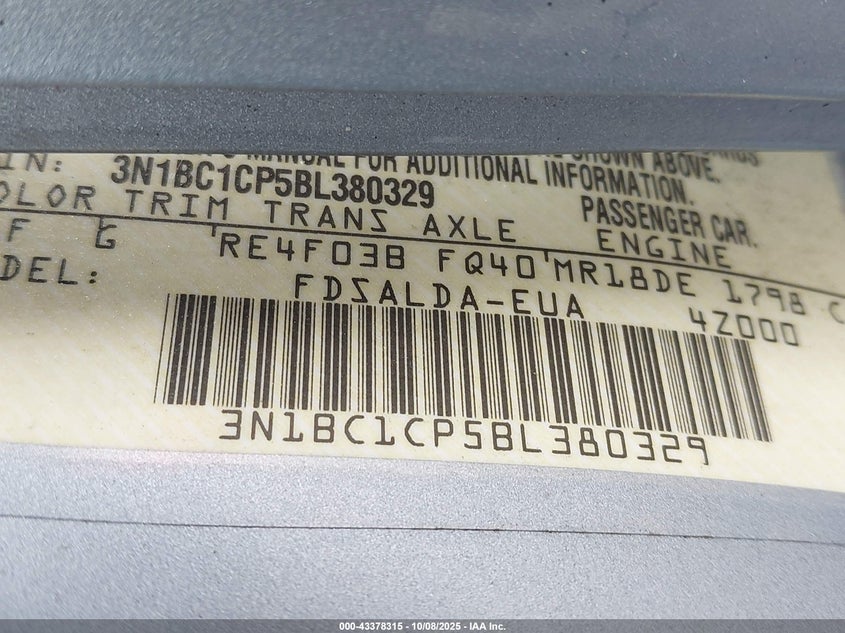 MANUAL FOR ADDITIONAL INFORMATION.
SHOWN ABOVE.
IN: 3N1BC1CP5BL380329 PASSENGER CAR.
OLOR TRIM TRANS AXLE ENGINE
F G RE4F03B FQ40 MR18DE 1798 C
DEL: FDSALDA-EUA 4Z000
3N1BC1CP5BL380329
000-43378315 - 10/08/2025 - IAA Inc.